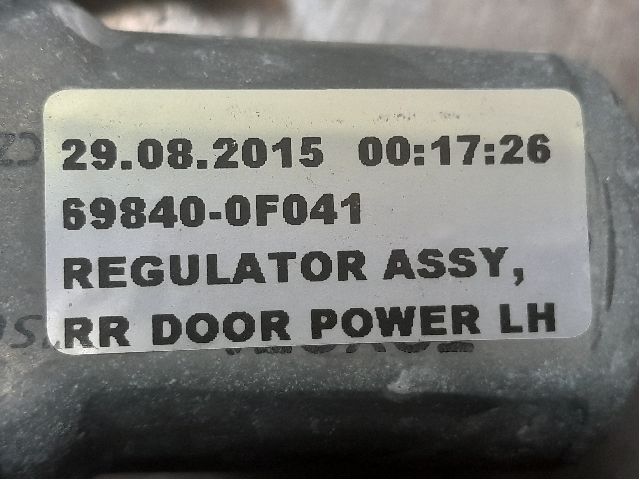 29.08.2015 00:17:26
69840-0F041
REGULATOR ASSY,
RR DOOR POWER LH